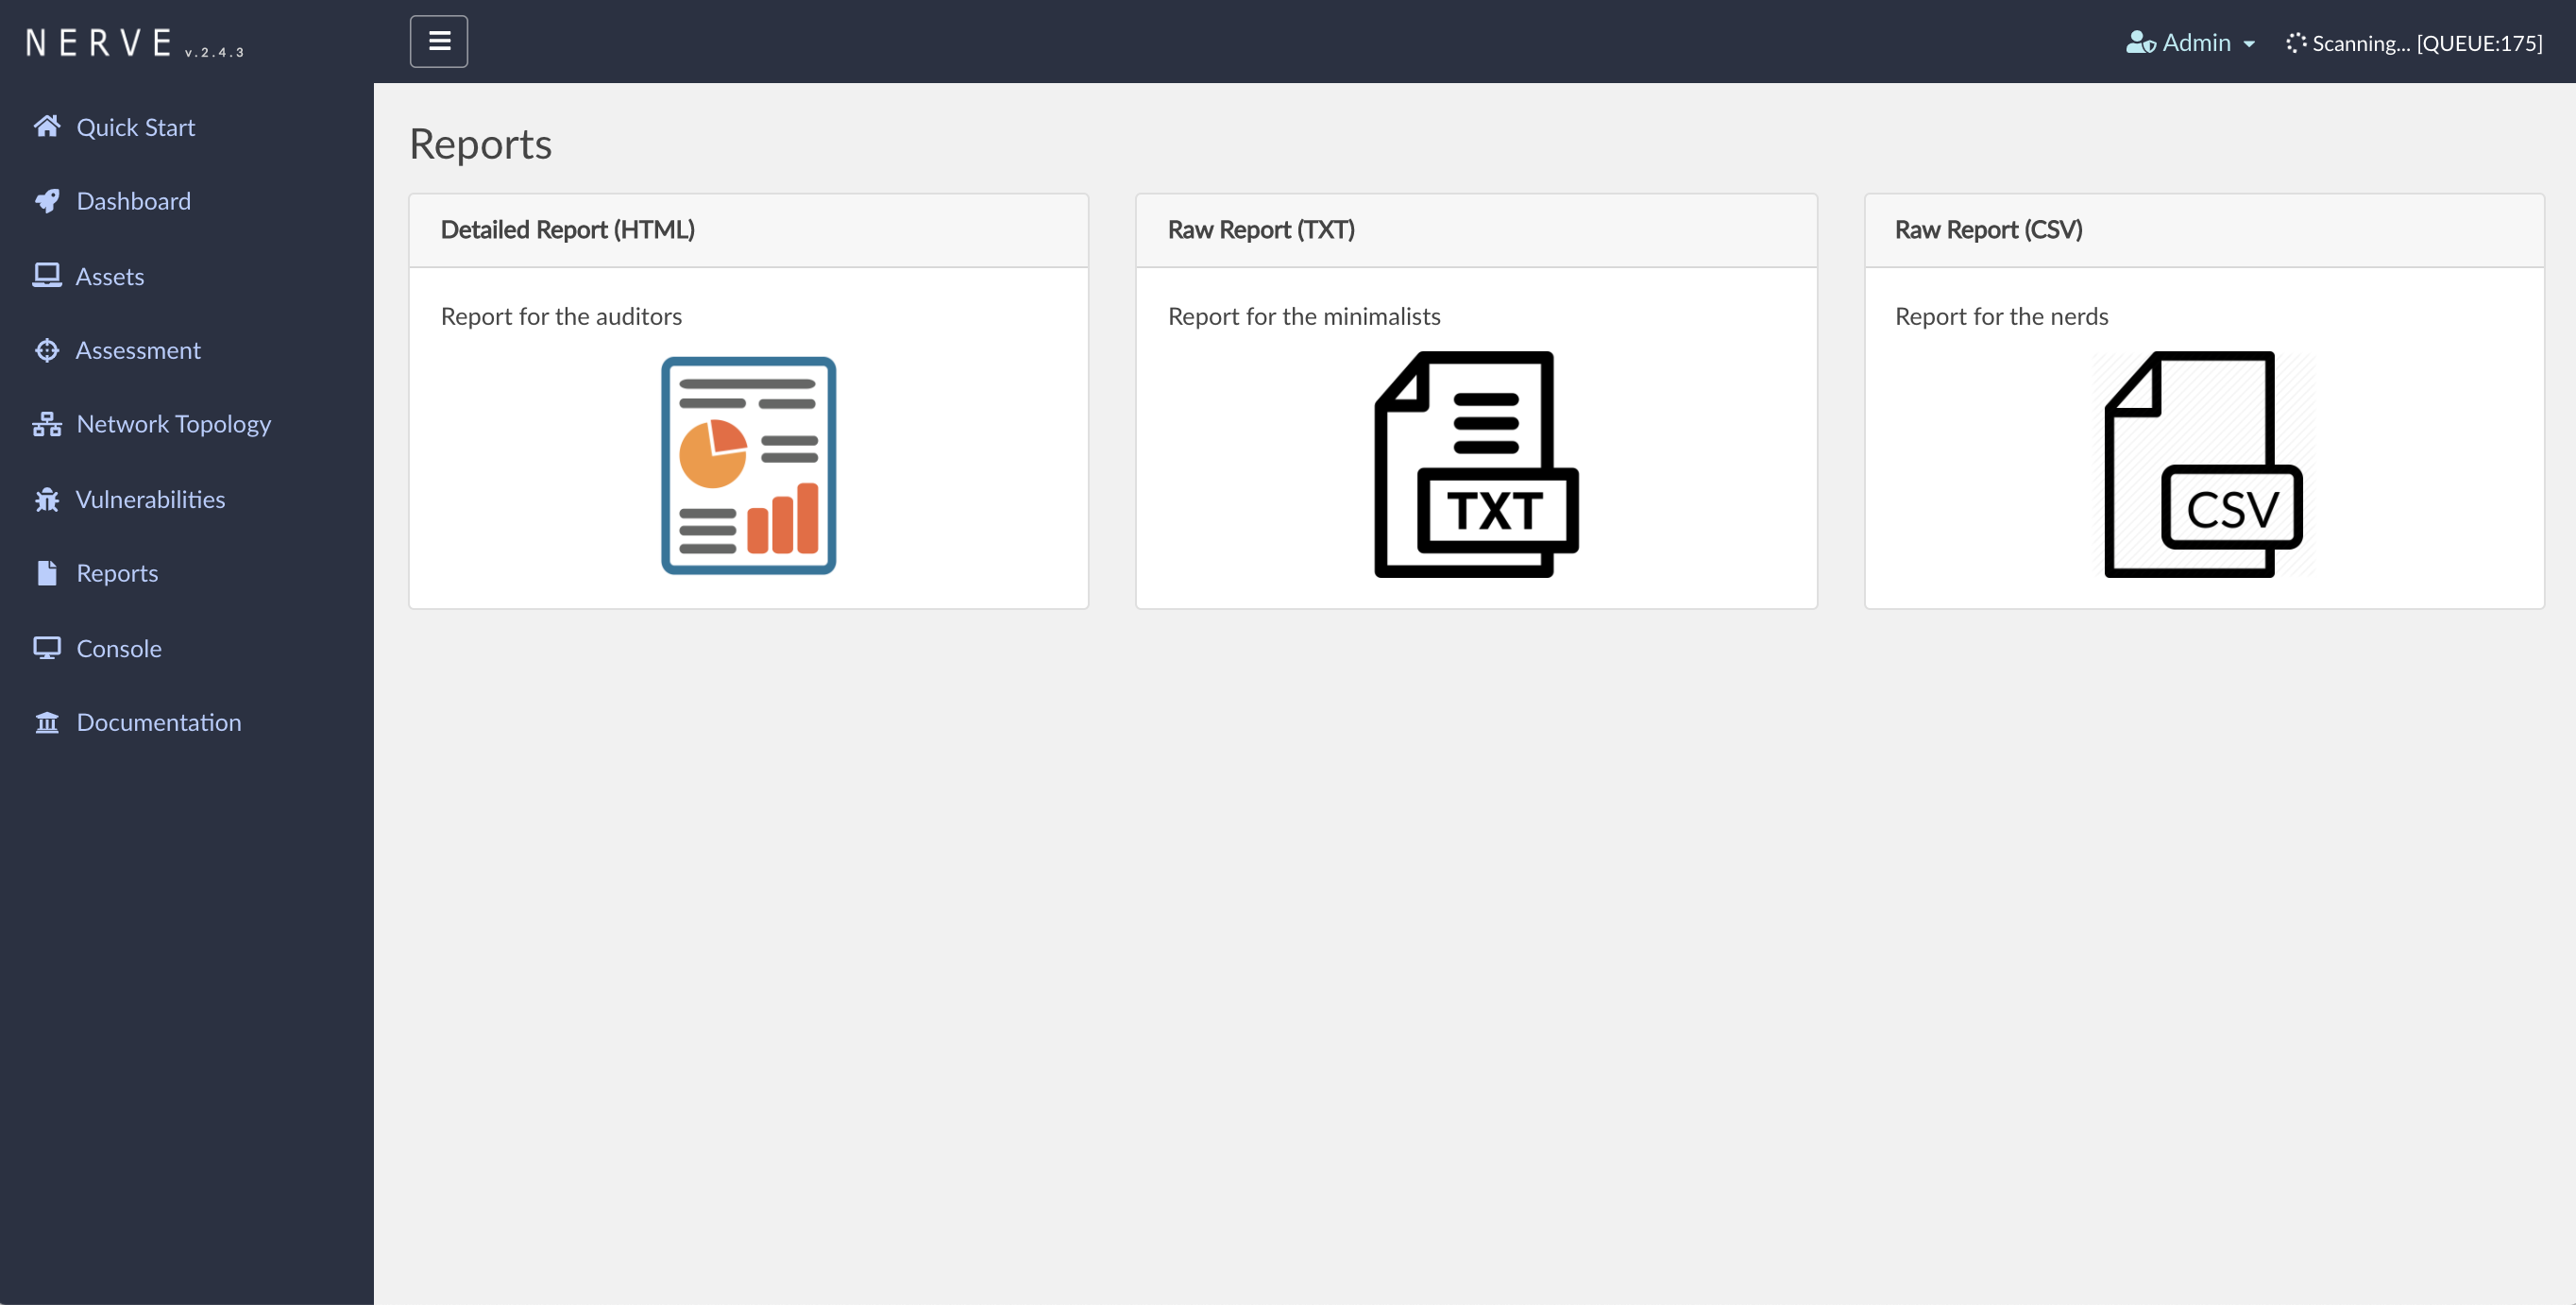 NERVE v.2.4.3
Admin
Scanning... [QUEUE:175]
Quick Start
Dashboard
Assets
Assessment
Network Topology
Vulnerabilities
Reports
Console
Documentation
Reports
Detailed Report (HTML)
Report for the auditors
Raw Report (TXT)
Report for the minimalists
TXT
Raw Report (CSV)
Report for the nerds
CSV